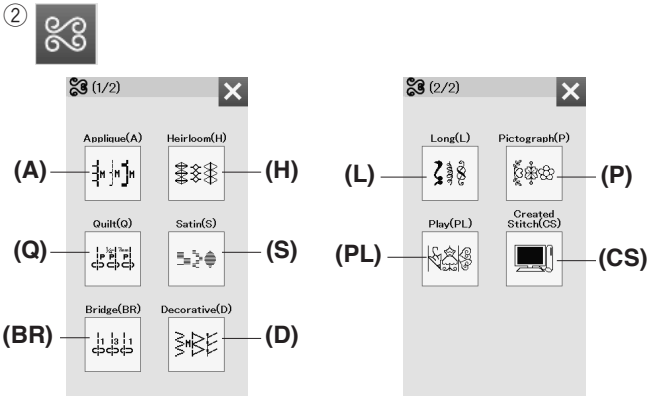 ②
(1/2)
Applique(A) Heirloom(H)
(A) (H)
Quilt(Q) Satin(S)
(Q) (S)
Bridge(BR) Decorative(D)
(BR) (D)
(2/2)
Long(L) Pictograph(P)
(L) (P)
Play(PL) Created
Stitch(CS)
(PL) (CS)